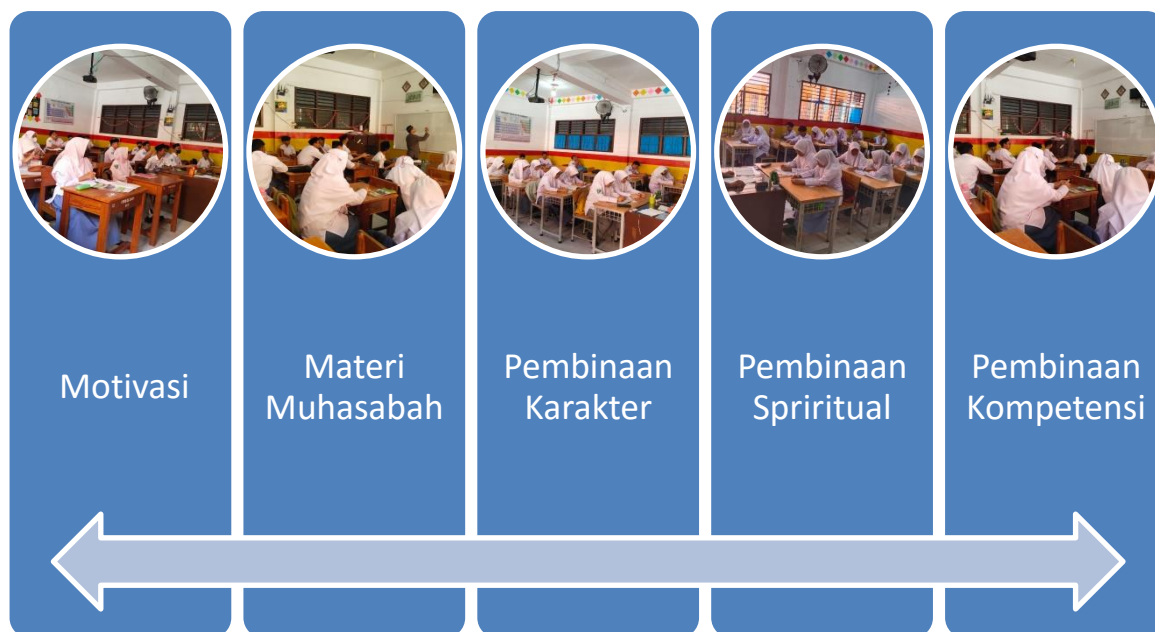 Motivasi
Materi
Muhasabah
Pembinaan
Karakter
Pembinaan
Spriritual
Pembinaan
Kompetensi